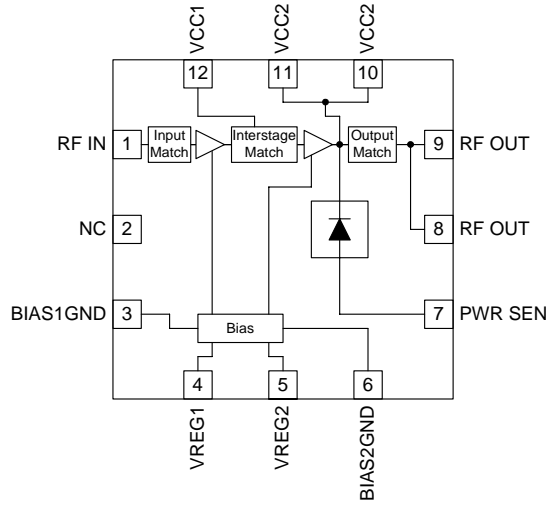 VCC1
VCC2
VCC2
12
11
10
RF IN
1
Input
Match
Interstage
Match
Output
Match
9
RF OUT
NC
2
8
RF OUT
BIAS1GND
3
Bias
7
PWR SEN
4
5
6
VREG1
VREG2
BIAS2GND